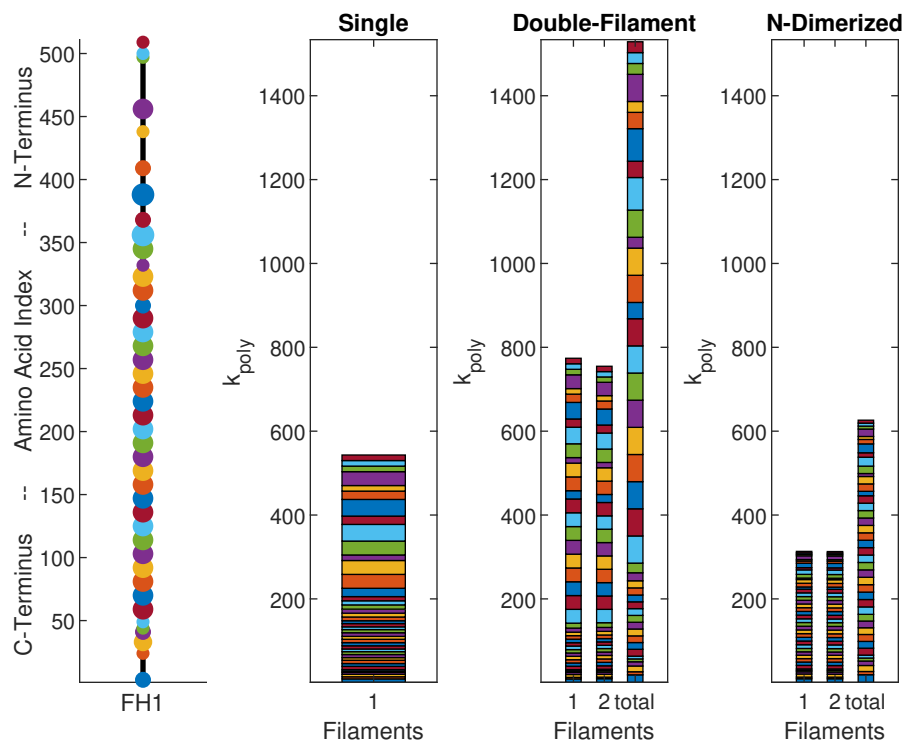 Single
Double-Filament
N-Dimerized
500
450
400
350
300
250
200
150
100
50
C-Terminus -- Amino Acid Index -- N-Terminus
FH1
1400
1200
1000
800
600
400
200
k_poly
1
Filaments
1400
1200
1000
800
600
400
200
k_poly
1 2 total
Filaments
1400
1200
1000
800
600
400
200
k_poly
1 2 total
Filaments